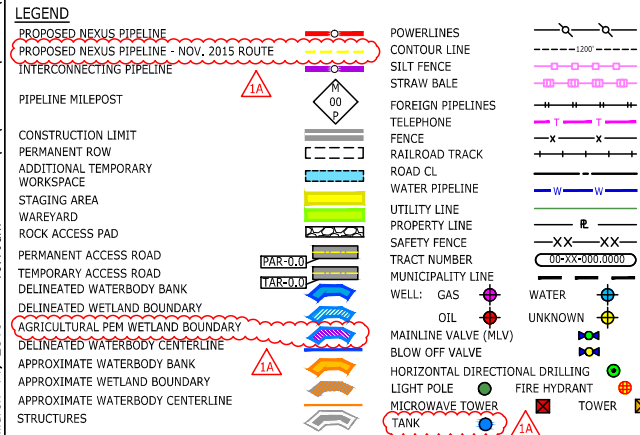 LEGEND
PROPOSED NEXUS PIPELINE
PROPOSED NEXUS PIPELINE - NOV. 2015 ROUTE
INTERCONNECTING PIPELINE
1A
PIPELINE MILEPOST
M
00
P
CONSTRUCTION LIMIT
PERMANENT ROW
ADDITIONAL TEMPORARY
WORKSPACE
STAGING AREA
WAREYARD
ROCK ACCESS PAD
PERMANENT ACCESS ROAD
PAR-0.0
TEMPORARY ACCESS ROAD
TAR-0.0
DELINEATED WATERBODY BANK
DELINEATED WETLAND BOUNDARY
AGRICULTURAL PEM WETLAND BOUNDARY
DELINEATED WATERBODY CENTERLINE
1A
APPROXIMATE WATERBODY BANK
APPROXIMATE WETLAND BOUNDARY
APPROXIMATE WATERBODY CENTERLINE
STRUCTURES
POWERLINES
CONTOUR LINE 1200'
SILT FENCE
STRAW BALE
FOREIGN PIPELINES
TELEPHONE T T
FENCE X X
RAILROAD TRACK
ROAD CL
WATER PIPELINE W W
UTILITY LINE
PROPERTY LINE PL
SAFETY FENCE XX XX
TRACT NUMBER 00-XX-000.0000
MUNICIPALITY LINE
WELL: GAS WATER
OIL UNKNOWN
MAINLINE VALVE (MLV)
BLOW OFF VALVE
HORIZONTAL DIRECTIONAL DRILLING
LIGHT POLE FIRE HYDRANT
MICROWAVE TOWER TOWER
TANK 1A